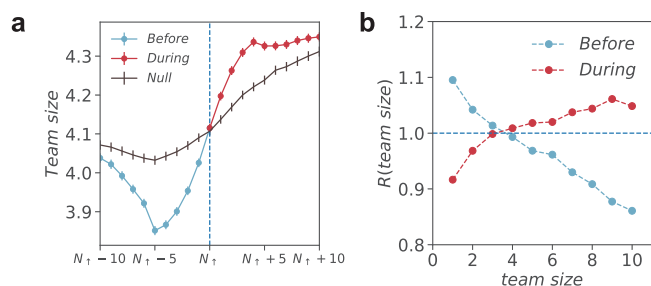 a
Team size
4.3
4.2
4.1
4.0
3.9
Before
During
Null
N↑ − 10
N↑ − 5
N↑
N↑ + 5
N↑ + 10
b
R(team size)
1.2
1.1
1.0
0.9
0.8
Before
During
0
2
4
6
8
10
team size